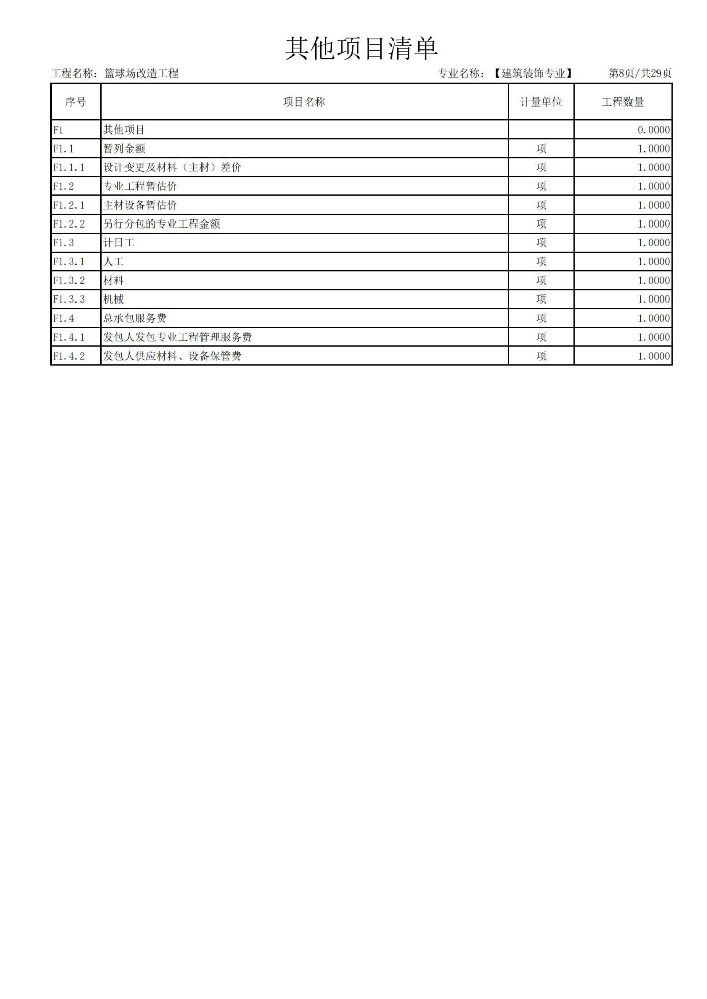 其他项目清单
工程名称：篮球场改造工程 专业名称：【建筑装饰专业】 第8页/共29页
序号 项目名称 计量单位 工程数量
F1 其他项目 0.0000
F1.1 暂列金额 项 1.0000
F1.1.1 设计变更及材料（主材）差价 项 1.0000
F1.2 专业工程暂估价 项 1.0000
F1.2.1 主材设备暂估价 项 1.0000
F1.2.2 另行分包的专业工程金额 项 1.0000
F1.3 计日工 项 1.0000
F1.3.1 人工 项 1.0000
F1.3.2 材料 项 1.0000
F1.3.3 机械 项 1.0000
F1.4 总承包服务费 项 1.0000
F1.4.1 发包人发包专业工程管理服务费 项 1.0000
F1.4.2 发包人供应材料、设备保管费 项 1.0000